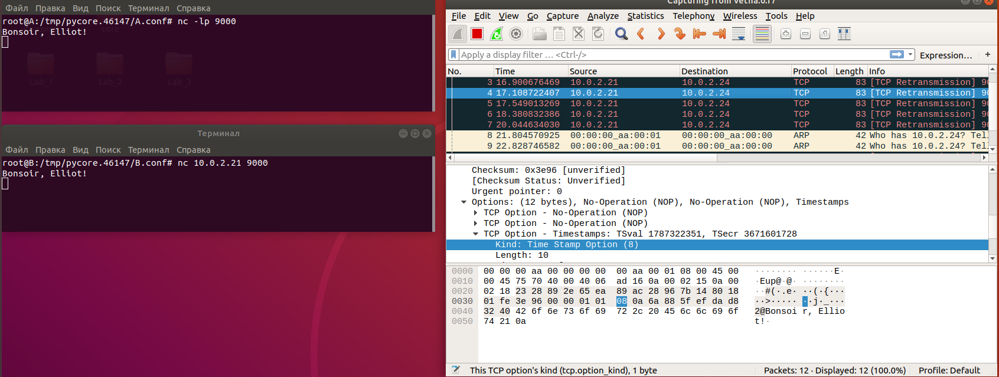 Файл Правка Вид Поиск Терминал Справка
root@A:/tmp/pycore.46147/A.conf# nc -lp 9000
Bonsoir, Elliot!
core
Lab_1 Lab_2 Lab_3
Терминал
Файл Правка Вид Поиск Терминал Справка
root@B:/tmp/pycore.46147/B.conf# nc 10.0.2.21 9000
Bonsoir, Elliot!
Capturing from
File Edit View Go Capture Analyze Statistics Telephony Wireless Tools Help
Apply a display filter … <Ctrl-/> Expression… +
No. Time Source Destination Protocol Length Info
3 16.900676469 10.0.2.21 10.0.2.24 TCP 83 [TCP Retransmission] 90
4 17.108722407 10.0.2.21 10.0.2.24 TCP 83 [TCP Retransmission] 90
5 17.549013269 10.0.2.21 10.0.2.24 TCP 83 [TCP Retransmission] 90
6 18.380832386 10.0.2.21 10.0.2.24 TCP 83 [TCP Retransmission] 90
7 20.044634030 10.0.2.21 10.0.2.24 TCP 83 [TCP Retransmission] 90
8 21.804570925 00:00:00_aa:00:01 00:00:00_aa:00:00 ARP 42 Who has 10.0.2.24? Tell
9 22.828746582 00:00:00_aa:00:01 00:00:00_aa:00:00 ARP 42 Who has 10.0.2.24? Tell
Checksum: 0x3e96 [unverified]
[Checksum Status: Unverified]
Urgent pointer: 0
Options: (12 bytes), No-Operation (NOP), No-Operation (NOP), Timestamps
TCP Option - No-Operation (NOP)
TCP Option - No-Operation (NOP)
TCP Option - Timestamps: TSval 1787322351, TSecr 3671601728
Kind: Time Stamp Option (8)
Length: 10
0000 00 00 00 aa 00 00 00 00 00 aa 00 01 08 00 45 00 ········ ······E·
0010 00 45 75 70 40 00 40 06 ad 16 0a 00 02 15 0a 00 ·Eup@·@· ········
0020 02 18 23 28 89 2e 65 ea 89 ac 28 96 7b 14 80 18 ··#(·.e· ··(·{···
0030 01 fe 3e 96 00 00 01 01 08 0a 6a 88 5f ef da d8 ··>····· ··j·_···
0040 32 40 42 6f 6e 73 6f 69 72 2c 20 45 6c 6c 69 6f 2@Bonsoi r, Ellio
0050 74 21 0a t!·
This TCP option's kind (tcp.option_kind), 1 byte Packets: 12 · Displayed: 12 (100.0%) Profile: Default